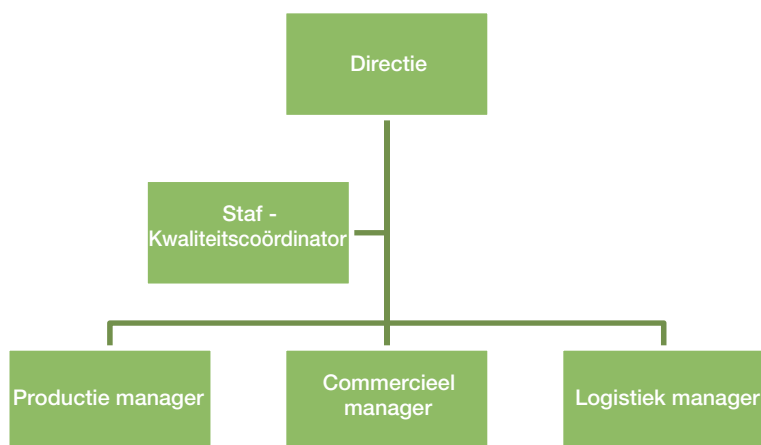 Directie
Staf -
Kwaliteitscoördinator
Productie manager
Commercieel
manager
Logistiek manager